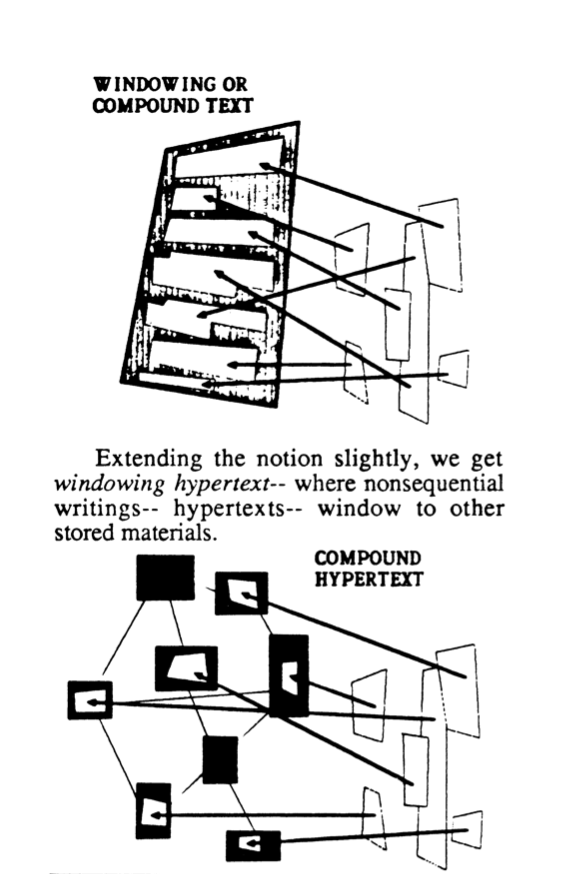 WINDOWING OR
COMPOUND TEXT
Extending the notion slightly, we get
windowing hypertext-- where nonsequential
writings-- hypertexts-- window to other
stored materials.
COMPOUND
HYPERTEXT